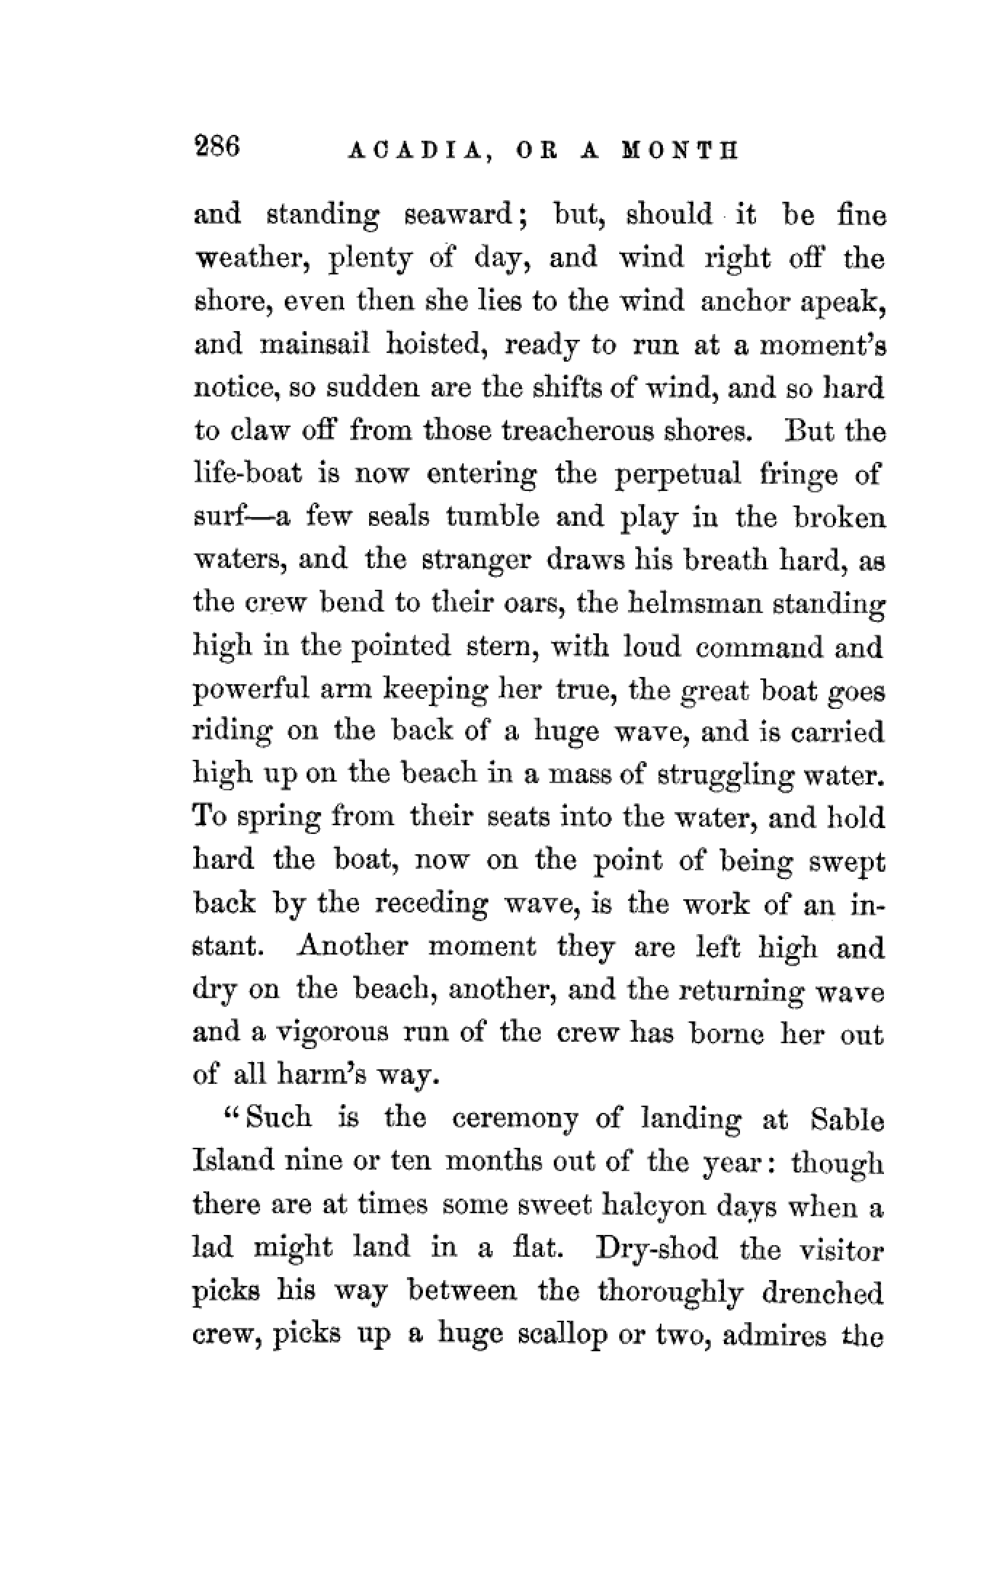 286 ACADIA, OR A MONTH
and standing seaward; but, should it be fine
weather, plenty of day, and wind right off the
shore, even then she lies to the wind anchor apeak,
and mainsail hoisted, ready to run at a moment's
notice, so sudden are the shifts of wind, and so hard
to claw off from those treacherous shores. But the
life-boat is now entering the perpetual fringe of
surf—a few seals tumble and play in the broken
waters, and the stranger draws his breath hard, as
the crew bend to their oars, the helmsman standing
high in the pointed stern, with loud command and
powerful arm keeping her true, the great boat goes
riding on the back of a huge wave, and is carried
high up on the beach in a mass of struggling water.
To spring from their seats into the water, and hold
hard the boat, now on the point of being swept
back by the receding wave, is the work of an in-
stant. Another moment they are left high and
dry on the beach, another, and the returning wave
and a vigorous run of the crew has borne her out
of all harm's way.
"Such is the ceremony of landing at Sable
Island nine or ten months out of the year: though
there are at times some sweet halcyon days when a
lad might land in a flat. Dry-shod the visitor
picks his way between the thoroughly drenched
crew, picks up a huge scallop or two, admires the